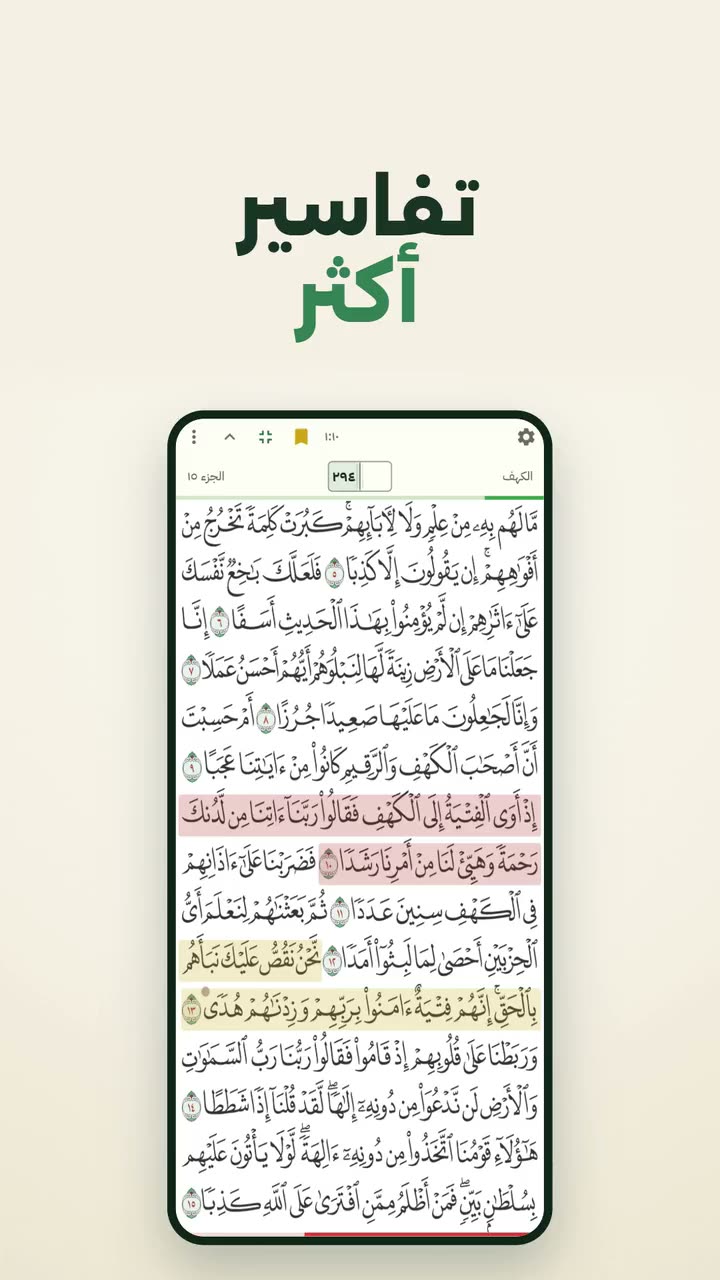 تفاسير
أكثر
١:١٠
الجزء ١٥
٢٩٤
الكهف
مَّا لَهُم بِهِۦ مِنْ عِلْمٍ وَلَا لِـَٔابَآئِهِمْۚ كَبُرَتْ كَلِمَةً تَخْرُجُ مِنْ
أَفْوَٰهِهِمْۚ إِن يَقُولُونَ إِلَّا كَذِبًا ٥ فَلَعَلَّكَ بَـٰخِعٌ نَّفْسَكَ
عَلَىٰٓ ءَاثَـٰرِهِمْ إِن لَّمْ يُؤْمِنُوا۟ بِهَـٰذَا ٱلْحَدِيثِ أَسَفًا ٦ إِنَّا
جَعَلْنَا مَا عَلَى ٱلْأَرْضِ زِينَةً لَّهَا لِنَبْلُوَهُمْ أَيُّهُمْ أَحْسَنُ عَمَلًا ٧
وَإِنَّا لَجَـٰعِلُونَ مَا عَلَيْهَا صَعِيدًا جُرُزًا ٨ أَمْ حَسِبْتَ
أَنَّ أَصْحَـٰبَ ٱلْكَهْفِ وَٱلرَّقِيمِ كَانُوا۟ مِنْ ءَايَـٰتِنَا عَجَبًا ٩
إِذْ أَوَى ٱلْفِتْيَةُ إِلَى ٱلْكَهْفِ فَقَالُوا۟ رَبَّنَآ ءَاتِنَا مِن لَّدُنكَ
رَحْمَةً وَهَيِّئْ لَنَا مِنْ أَمْرِنَا رَشَدًا ١٠ فَضَرَبْنَا عَلَىٰٓ ءَاذَانِهِمْ
فِى ٱلْكَهْفِ سِنِينَ عَدَدًا ١١ ثُمَّ بَعَثْنَـٰهُمْ لِنَعْلَمَ أَىُّ
ٱلْحِزْبَيْنِ أَحْصَىٰ لِمَا لَبِثُوٓا۟ أَمَدًا ١٢ نَّحْنُ نَقُصُّ عَلَيْكَ نَبَأَهُم
بِٱلْحَقِّۚ إِنَّهُمْ فِتْيَةٌ ءَامَنُوا۟ بِرَبِّهِمْ وَزِدْنَـٰهُمْ هُدًى ١٣
وَرَبَطْنَا عَلَىٰ قُلُوبِهِمْ إِذْ قَامُوا۟ فَقَالُوا۟ رَبُّنَا رَبُّ ٱلسَّمَـٰوَٰتِ
وَٱلْأَرْضِ لَن نَّدْعُوَا۟ مِن دُونِهِۦٓ إِلَـٰهًاۖ لَّقَدْ قُلْنَآ إِذًا شَطَطًا ١٤
هَـٰٓؤُلَآءِ قَوْمُنَا ٱتَّخَذُوا۟ مِن دُونِهِۦٓ ءَالِهَةًۖ لَّوْلَا يَأْتُونَ عَلَيْهِم
بِسُلْطَـٰنٍۭ بَيِّنٍۖ فَمَنْ أَظْلَمُ مِمَّنِ ٱفْتَرَىٰ عَلَى ٱللَّهِ كَذِبًا ١٥